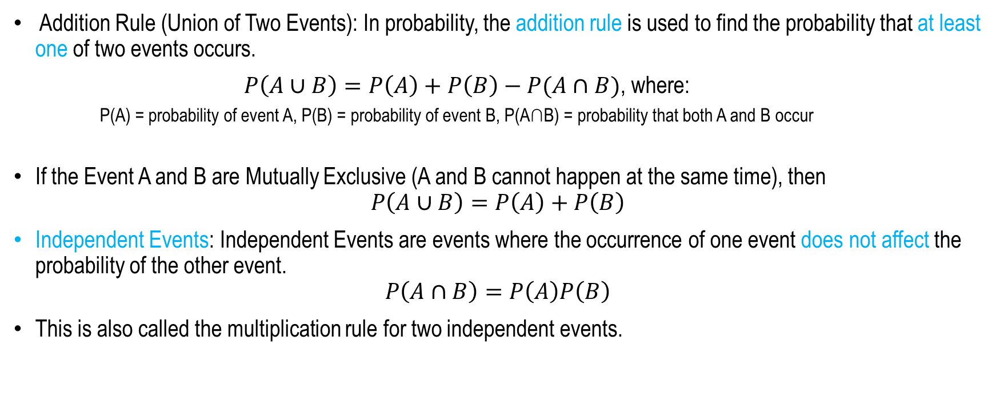 • Addition Rule (Union of Two Events): In probability, the addition rule is used to find the probability that at least
one of two events occurs.
P(A ∪ B) = P(A) + P(B) − P(A ∩ B), where:
P(A) = probability of event A, P(B) = probability of event B, P(A∩B) = probability that both A and B occur
• If the Event A and B are Mutually Exclusive (A and B cannot happen at the same time), then
P(A ∪ B) = P(A) + P(B)
• Independent Events: Independent Events are events where the occurrence of one event does not affect the
probability of the other event.
P(A ∩ B) = P(A)P(B)
• This is also called the multiplication rule for two independent events.